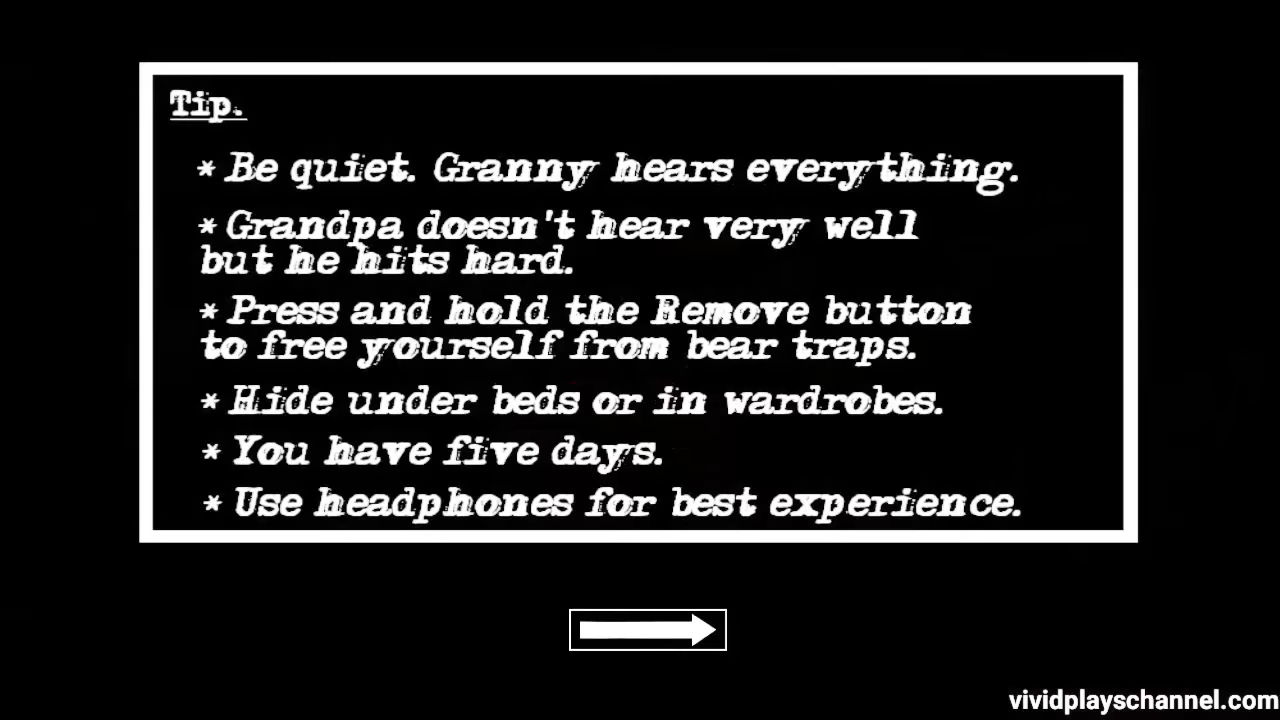 Tip.
* Be quiet. Granny hears everything.
* Grandpa doesn't hear very well
but he hits hard.
* Press and hold the Remove button
to free yourself from bear traps.
* Hide under beds or in wardrobes.
* You have five days.
* Use headphones for best experience.
vividplayschannel.com